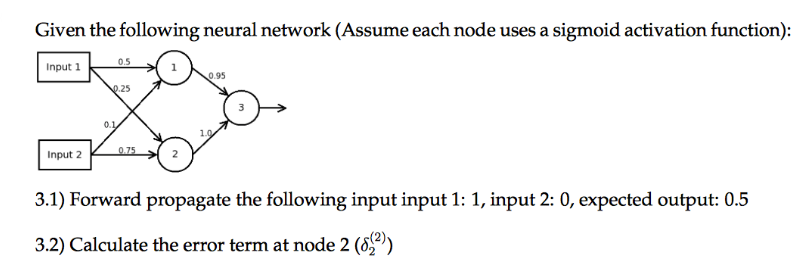 Given the following neural network (Assume each node uses a sigmoid activation function):
Input 1
0.5
1
0.95
0.25
3
0.1
1.0
Input 2
0.75
2
3.1) Forward propagate the following input input 1: 1, input 2: 0, expected output: 0.5
3.2) Calculate the error term at node 2 (δ₂⁽²⁾)